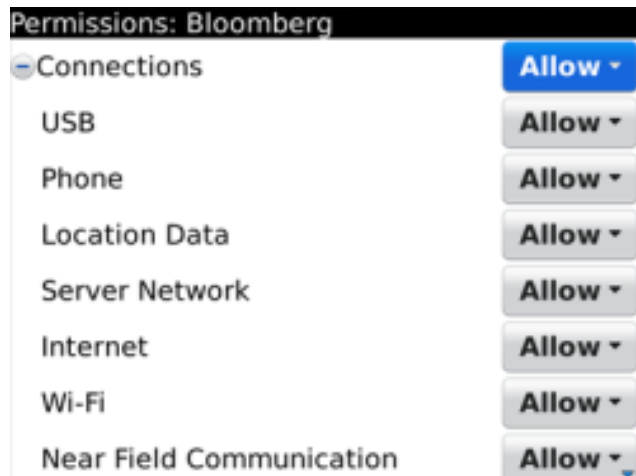 Permissions: Bloomberg
Connections Allow
USB Allow
Phone Allow
Location Data Allow
Server Network Allow
Internet Allow
Wi-Fi Allow
Near Field Communication Allow